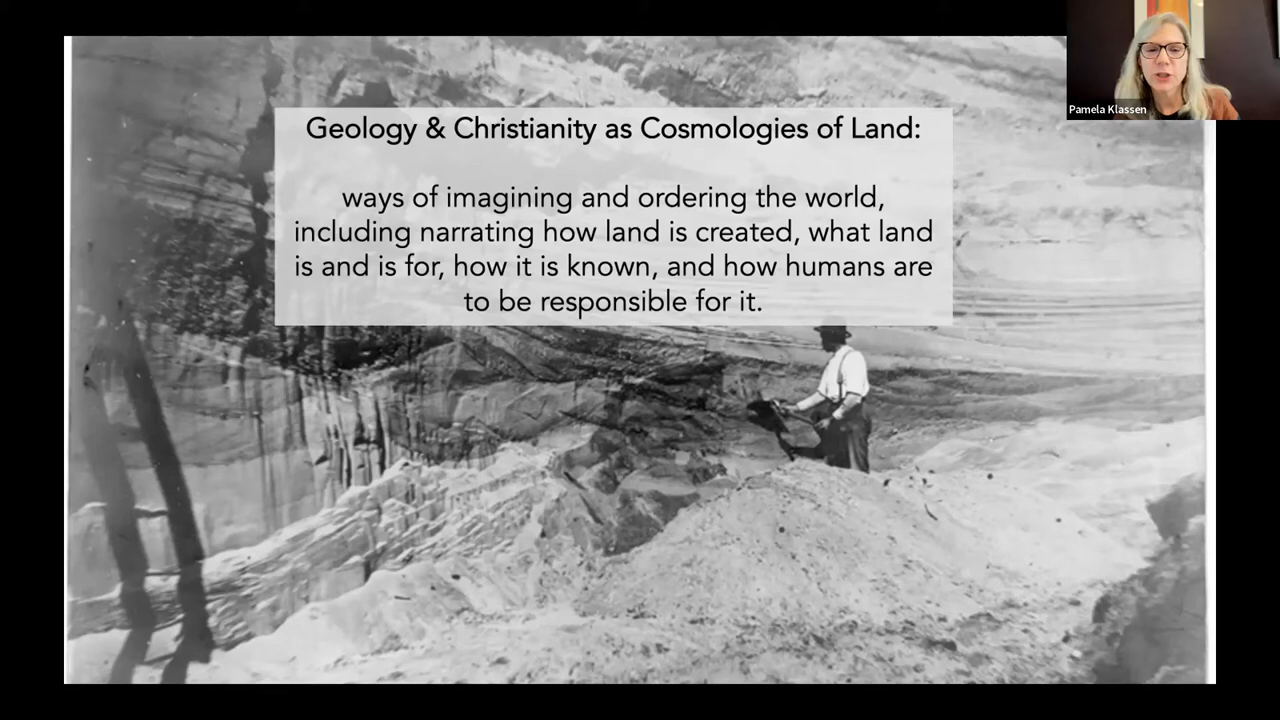 Geology & Christianity as Cosmologies of Land:
ways of imagining and ordering the world,
including narrating how land is created, what land
is and is for, how it is known, and how humans are
to be responsible for it.
Pamela Klassen